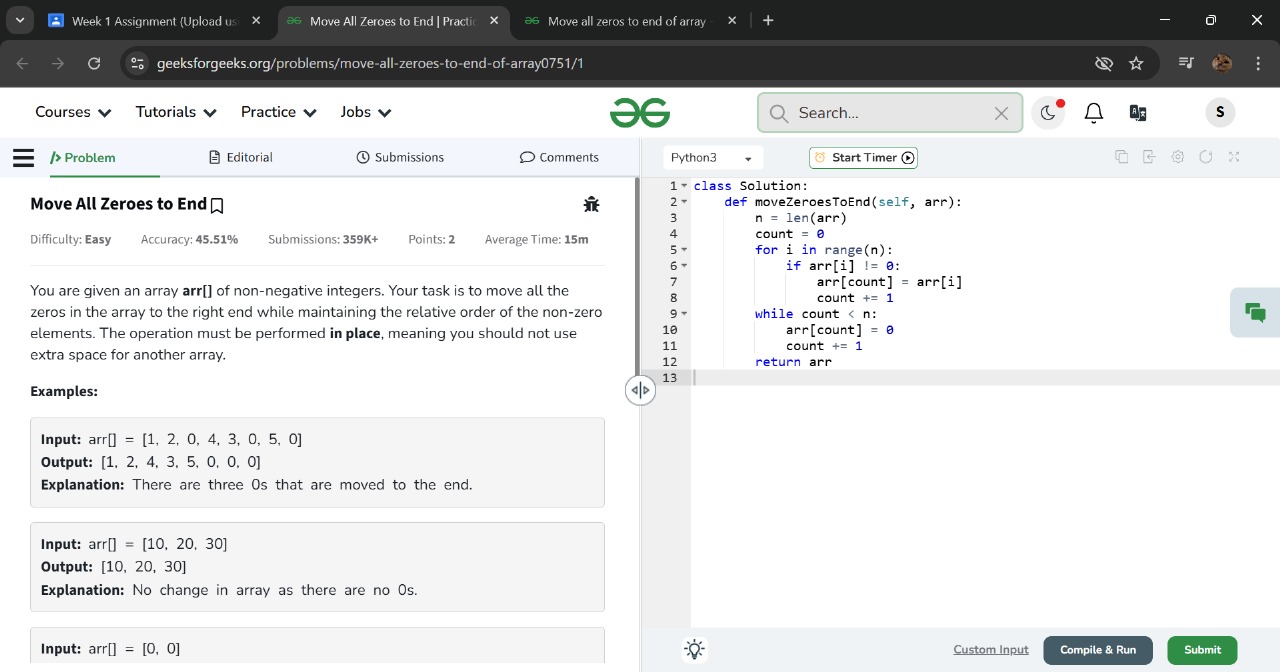 Week 1 Assignment (Upload usi
Move All Zeroes to End | Practic
Move all zeros to end of array -
geeksforgeeks.org/problems/move-all-zeroes-to-end-of-array0751/1
Courses Tutorials Practice Jobs Search... S
Problem Editorial Submissions Comments
Python3 Start Timer
Move All Zeroes to End
Difficulty: Easy Accuracy: 45.51% Submissions: 359K+ Points: 2 Average Time: 15m
You are given an array arr[] of non-negative integers. Your task is to move all the
zeros in the array to the right end while maintaining the relative order of the non-zero
elements. The operation must be performed in place, meaning you should not use
extra space for another array.
Examples:
Input: arr[] = [1, 2, 0, 4, 3, 0, 5, 0]
Output: [1, 2, 4, 3, 5, 0, 0, 0]
Explanation: There are three 0s that are moved to the end.
Input: arr[] = [10, 20, 30]
Output: [10, 20, 30]
Explanation: No change in array as there are no 0s.
Input: arr[] = [0, 0]
1 class Solution:
2     def moveZeroesToEnd(self, arr):
3         n = len(arr)
4         count = 0
5         for i in range(n):
6             if arr[i] != 0:
7                 arr[count] = arr[i]
8                 count += 1
9         while count < n:
10             arr[count] = 0
11             count += 1
12         return arr
13
Custom Input Compile & Run Submit